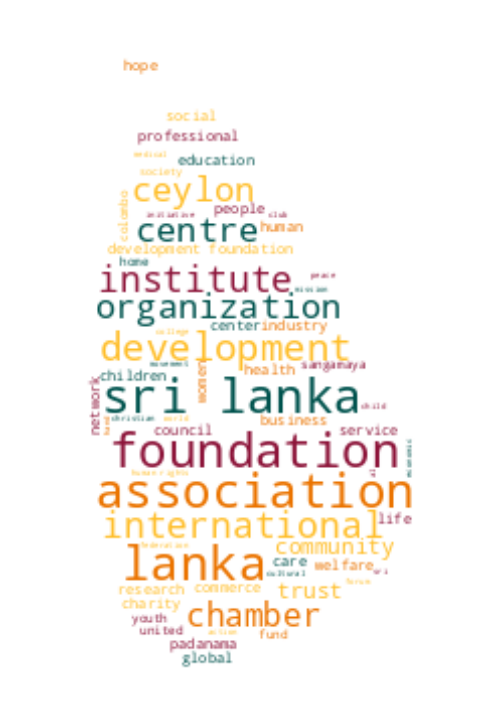 hope
social
professional
medical
education
society
ceylon
colombo
people
initiative club
centre human
development foundation
home
peace
institute
mission
organization
center industry
college
development
movement
health sangamaya
children
women
sri lanka
network
child
christian world
business
hand
council
service
foundation
economic
human rights
association
international
life
federation
community
lanka
care
welfare
sri
cultural
forum
research commerce
trust
charity
chamber
youth
united
action
fund
padanama
global